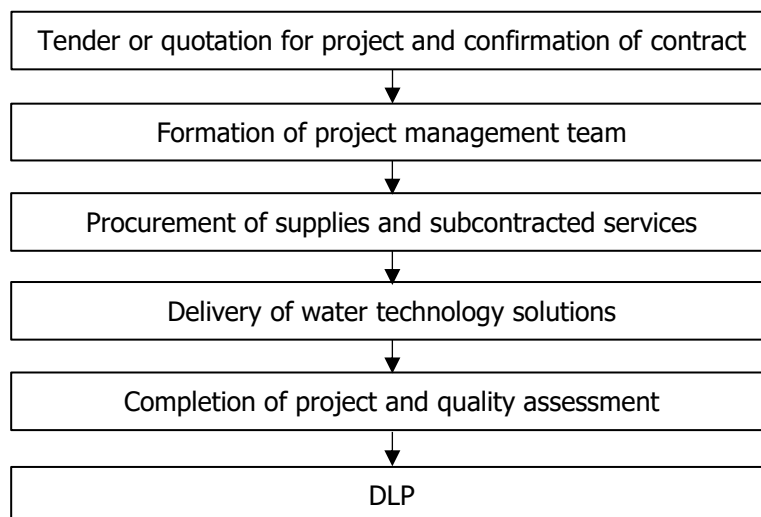 Tender or quotation for project and confirmation of contract
Formation of project management team
Procurement of supplies and subcontracted services
Delivery of water technology solutions
Completion of project and quality assessment
DLP